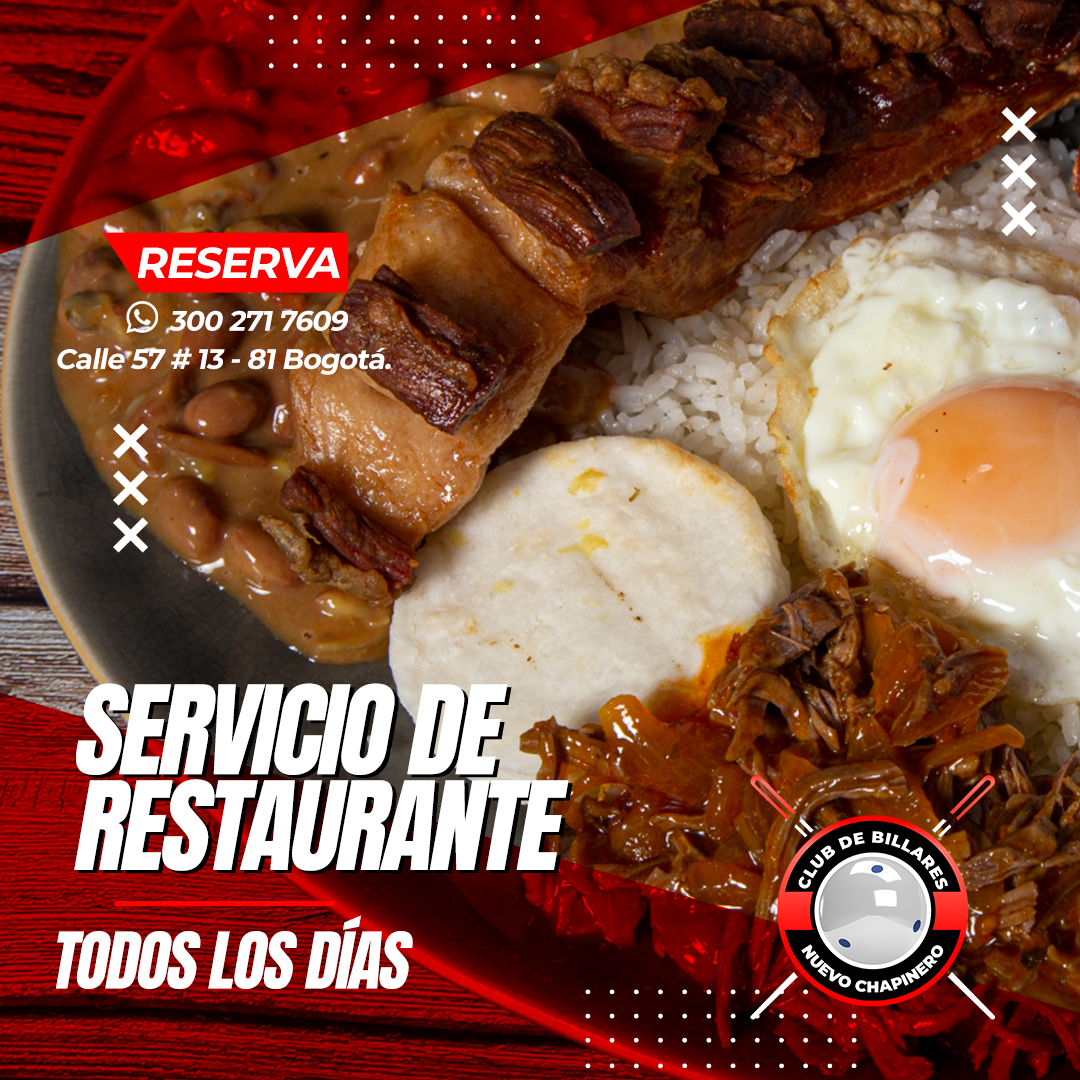 RESERVA
300 271 7609
Calle 57 # 13 - 81 Bogotá.
SERVICIO DE
RESTAURANTE
TODOS LOS DÍAS
CLUB DE BILLARES
NUEVO CHAPINERO